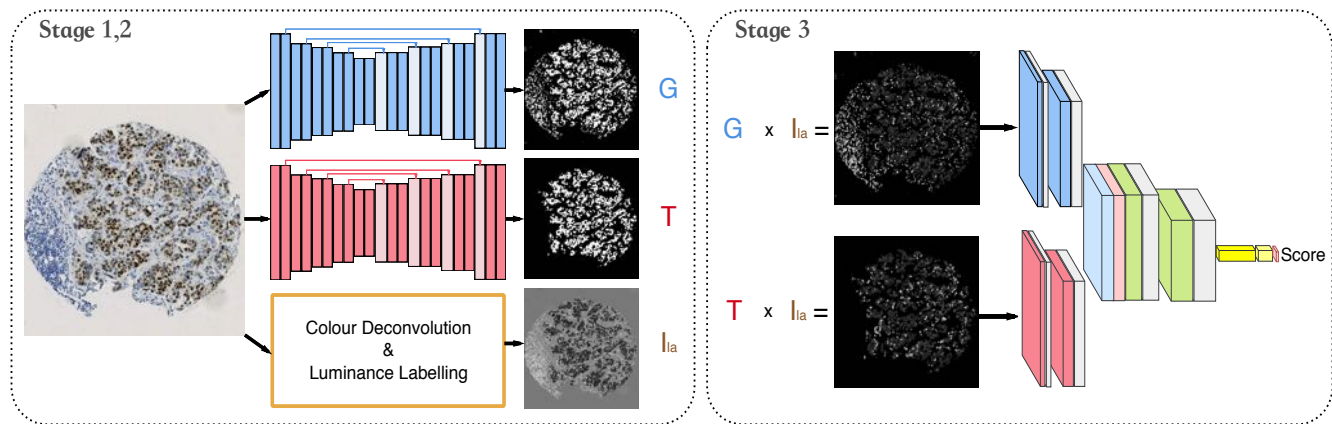 Stage 1,2
G
T
Colour Deconvolution
&
Luminance Labelling
Ila
Stage 3
G x Ila =
T x Ila =
Score